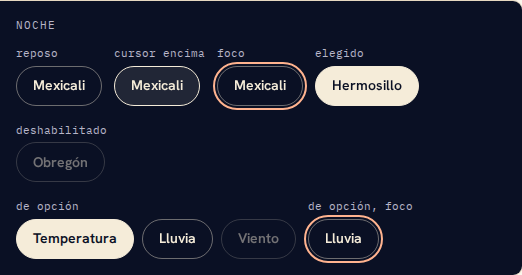 NOCHE
reposo cursor encima foco elegido
Mexicali Mexicali Mexicali Hermosillo
deshabilitado
Obregón
de opción de opción, foco
Temperatura Lluvia Viento Lluvia